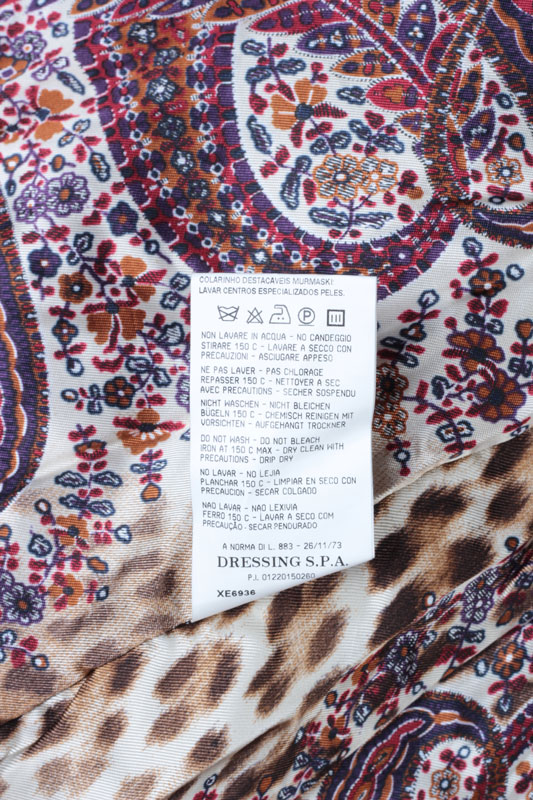 COLARINHO DESTAÇAVEIS MURMASKI:
LAVAR CENTROS ESPECIALIZADOS PELES.
P
NON LAVARE IN ACQUA - NO CANDEGGIO
STIRARE 150 C - LAVARE A SECCO CON
PRECAUZIONI - ASCIUGARE APPESO
NE PAS LAVER - PAS CHLORAGE
REPASSER 150 C - NETTOYER A SEC
AVEC PRECAUTIONS - SECHER SOSPENDU
NICHT WASCHEN - NICHT BLEICHEN
BUGELN 150 C - CHEMISCH REINIGEN MIT
VORSICHTEN - AUFGEHANGT TROCKNER
DO NOT WASH - DO NOT BLEACH
IRON AT 150 C MAX - DRY CLEAN WITH
PRECAUTIONS - DRIP DRY
NO LAVAR - NO LEJIA
PLANCHAR 150 C - LIMPIAR EN SECO CON
PRECAUCION - SECAR COLGADO
NAO LAVAR - NAO LEXIVIA
FERRO 150 C - LAVAR A SECO COM
PRECAUÇÃO - SECAR PENDURADO
A NORMA DI L. 883 - 26/11/73
DRESSING S.P.A.
P.I. 01220150260
XE6936